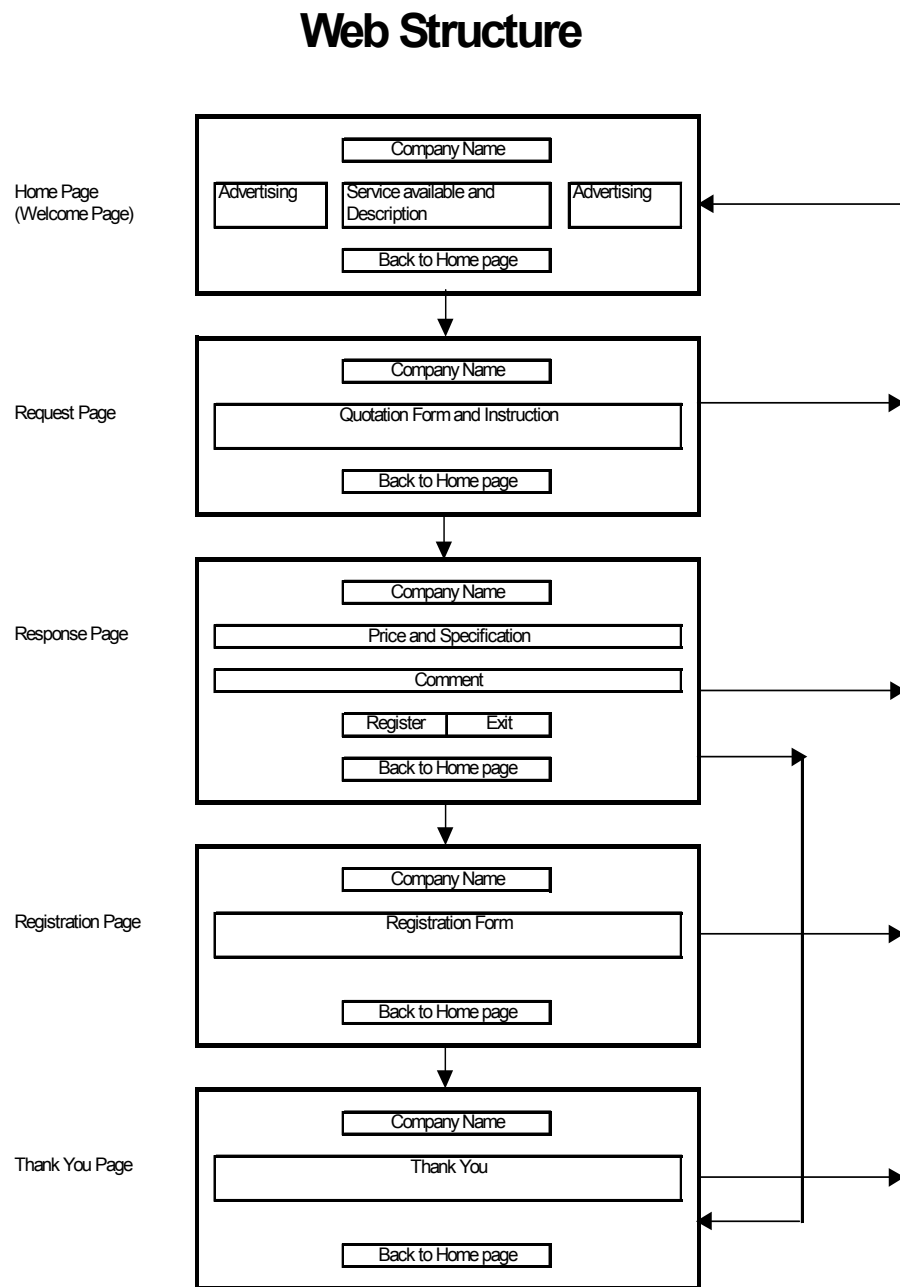 Web Structure
Company Name
Home Page
(Welcome Page)
Advertising
Service available and
Description
Advertising
Back to Home page
Company Name
Request Page
Quotation Form and Instruction
Back to Home page
Company Name
Response Page
Price and Specification
Comment
Register
Exit
Back to Home page
Company Name
Registration Page
Registration Form
Back to Home page
Company Name
Thank You Page
Thank You
Back to Home page